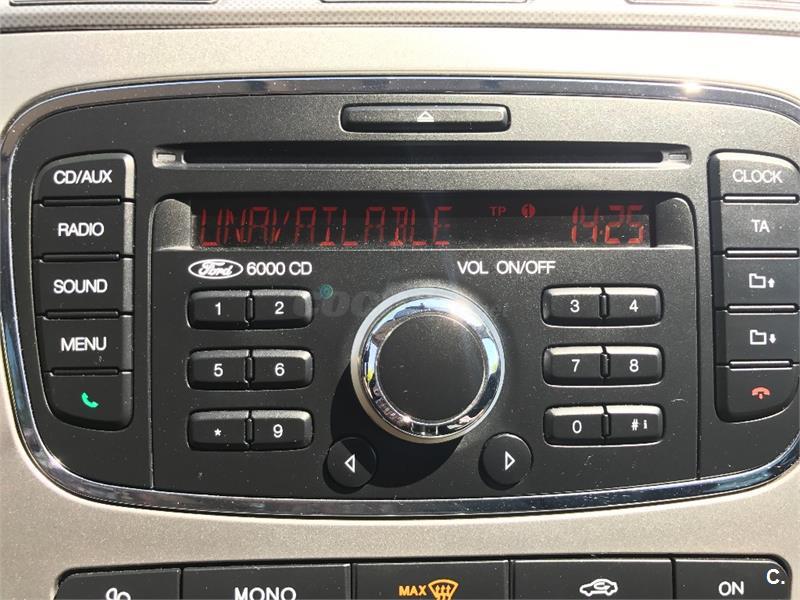 CD/AUX
RADIO
SOUND
MENU
UNAVAILABLE TP i 14:25
Ford 6000 CD VOL ON/OFF
1 2 3 4
5 6 7 8
* 9 0 # i
CLOCK
TA
MONO MAX ON
C.